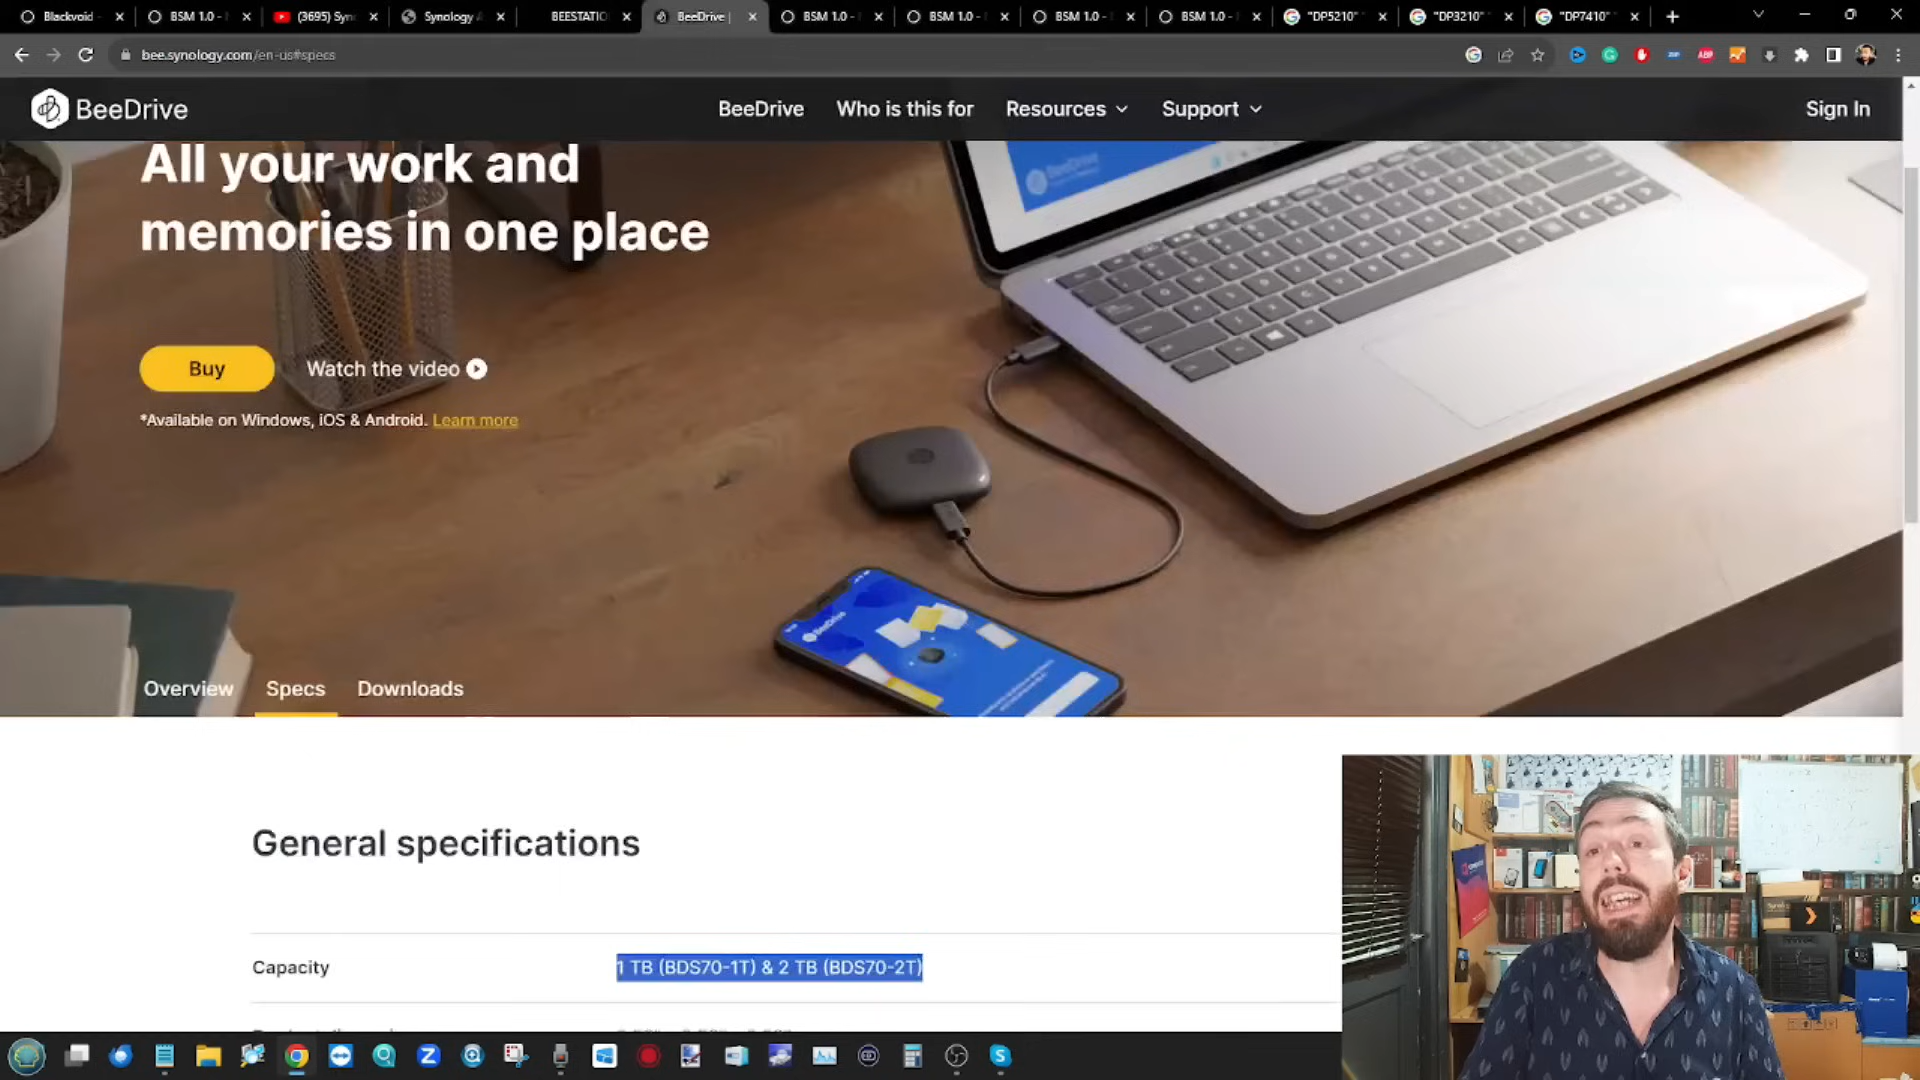 Blackvoid -
BSM 1.0 -
(3695) Syn
Synology
BEESTATIO
BeeDrive |
BSM 1.0 -
BSM 1.0 -
BSM 1.0 -
BSM 1.0 -
"DP5210"
"DP3210"
"DP7410"
bee.synology.com/en-us#specs
BeeDrive
BeeDrive
Who is this for
Resources
Support
Sign In
All your work and
memories in one place
Buy
Watch the video
*Available on Windows, iOS & Android. Learn more
BeeDrive
BeeDrive
Overview
Specs
Downloads
General specifications
Capacity
1 TB (BDS70-1T) & 2 TB (BDS70-2T)